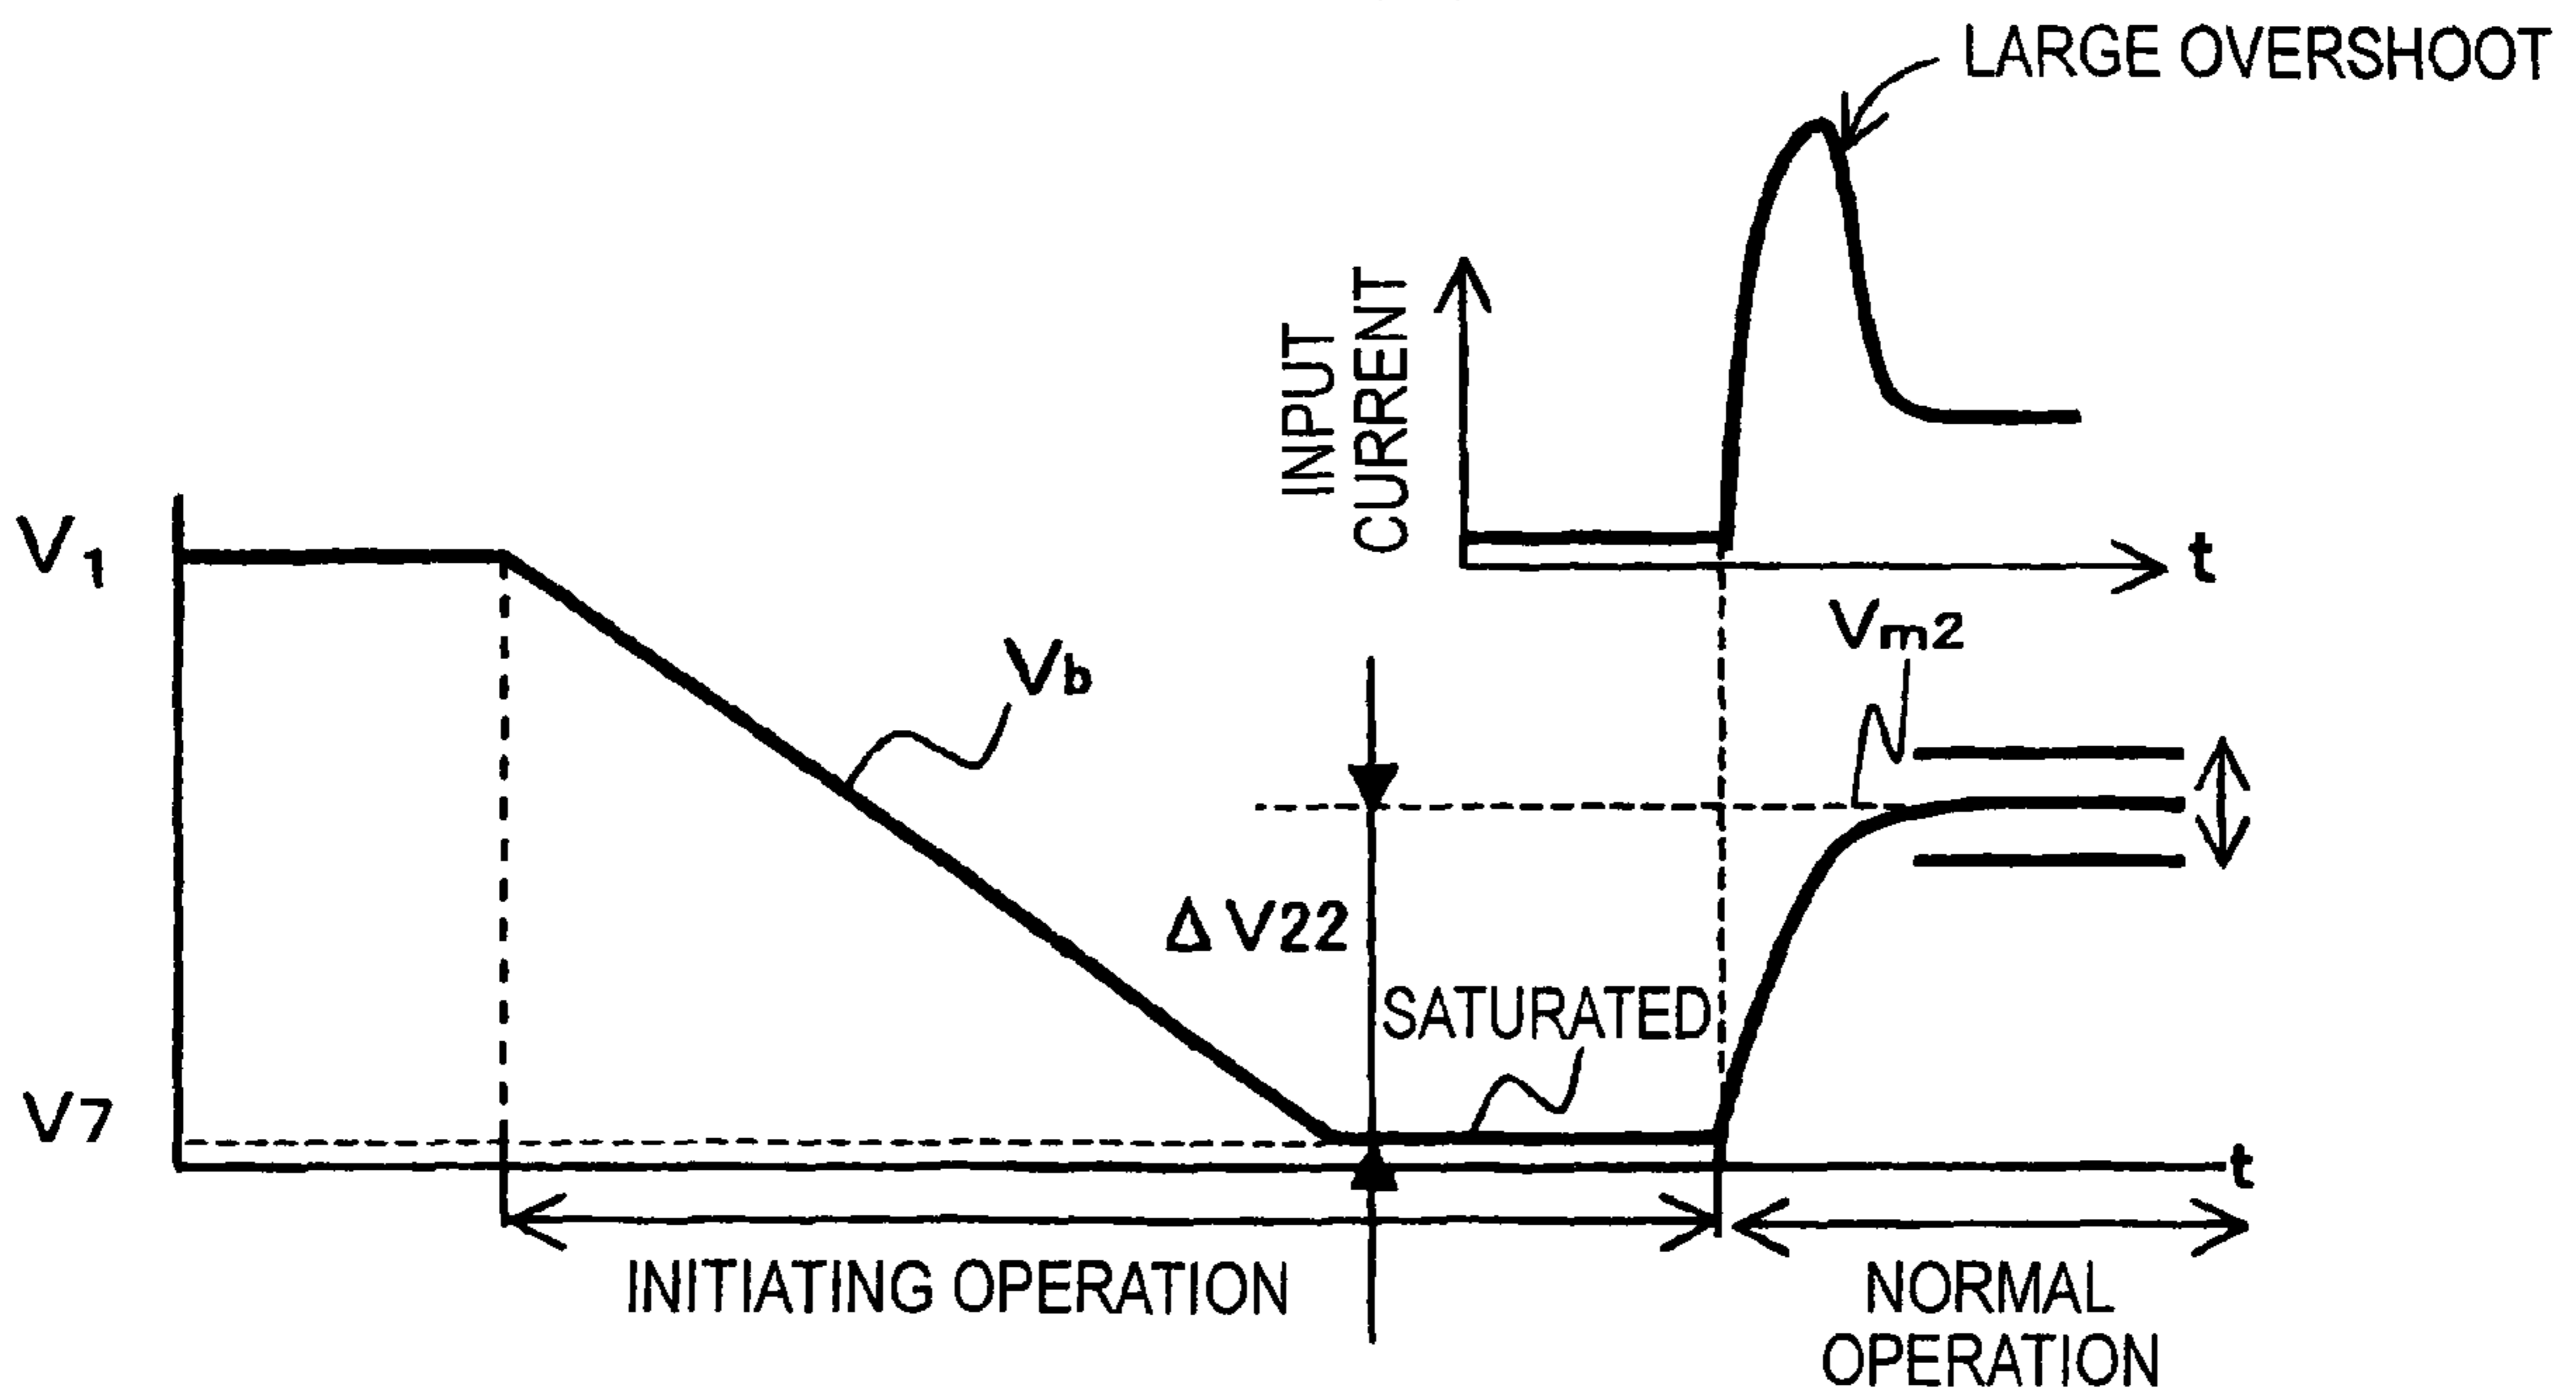 LARGE OVERSHOOT
INPUT
CURRENT
t
V1
Vb
Vm2
ΔV22
SATURATED
V7
t
INITIATING OPERATION
NORMAL
OPERATION